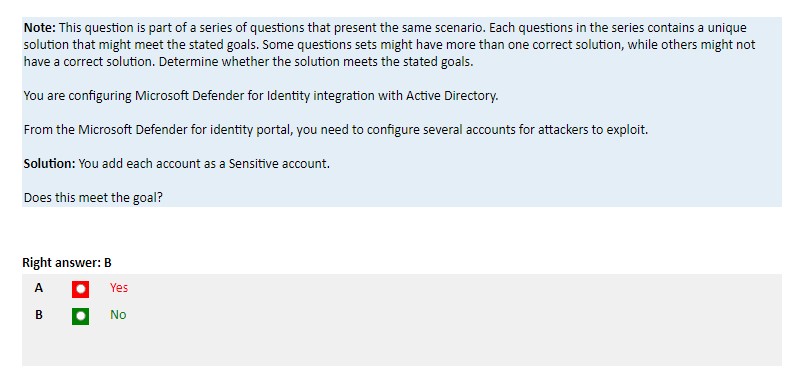 Note: This question is part of a series of questions that present the same scenario. Each questions in the series contains a unique
solution that might meet the stated goals. Some questions sets might have more than one correct solution, while others might not
have a correct solution. Determine whether the solution meets the stated goals.
You are configuring Microsoft Defender for Identity integration with Active Directory.
From the Microsoft Defender for identity portal, you need to configure several accounts for attackers to exploit.
Solution: You add each account as a Sensitive account.
Does this meet the goal?
Right answer: B
A Yes
B No